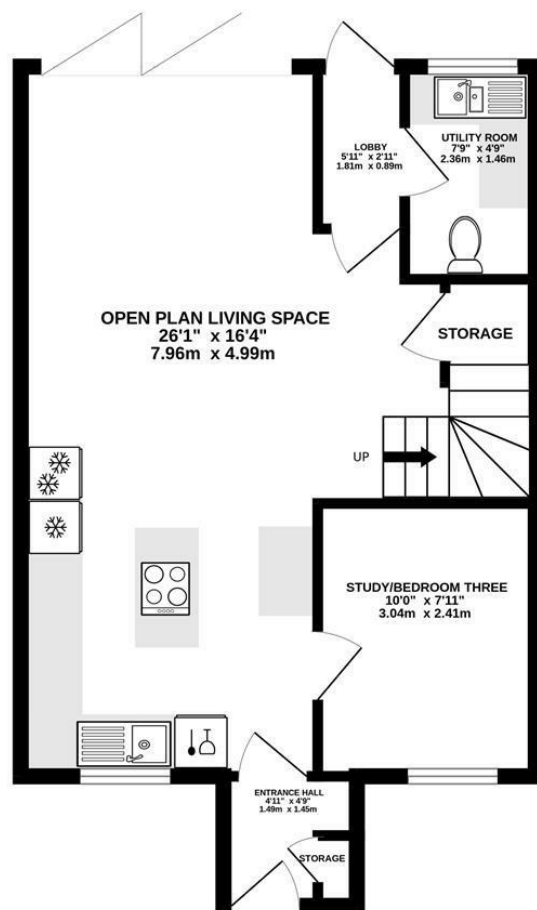 LOBBY
5'11" x 2'11"
1.81m x 0.89m
UTILITY ROOM
7'9" x 4'9"
2.36m x 1.46m
OPEN PLAN LIVING SPACE
26'1" x 16'4"
7.96m x 4.99m
STORAGE
UP
STUDY/BEDROOM THREE
10'0" x 7'11"
3.04m x 2.41m
ENTRANCE HALL
4'11" x 4'9"
1.49m x 1.45m
STORAGE